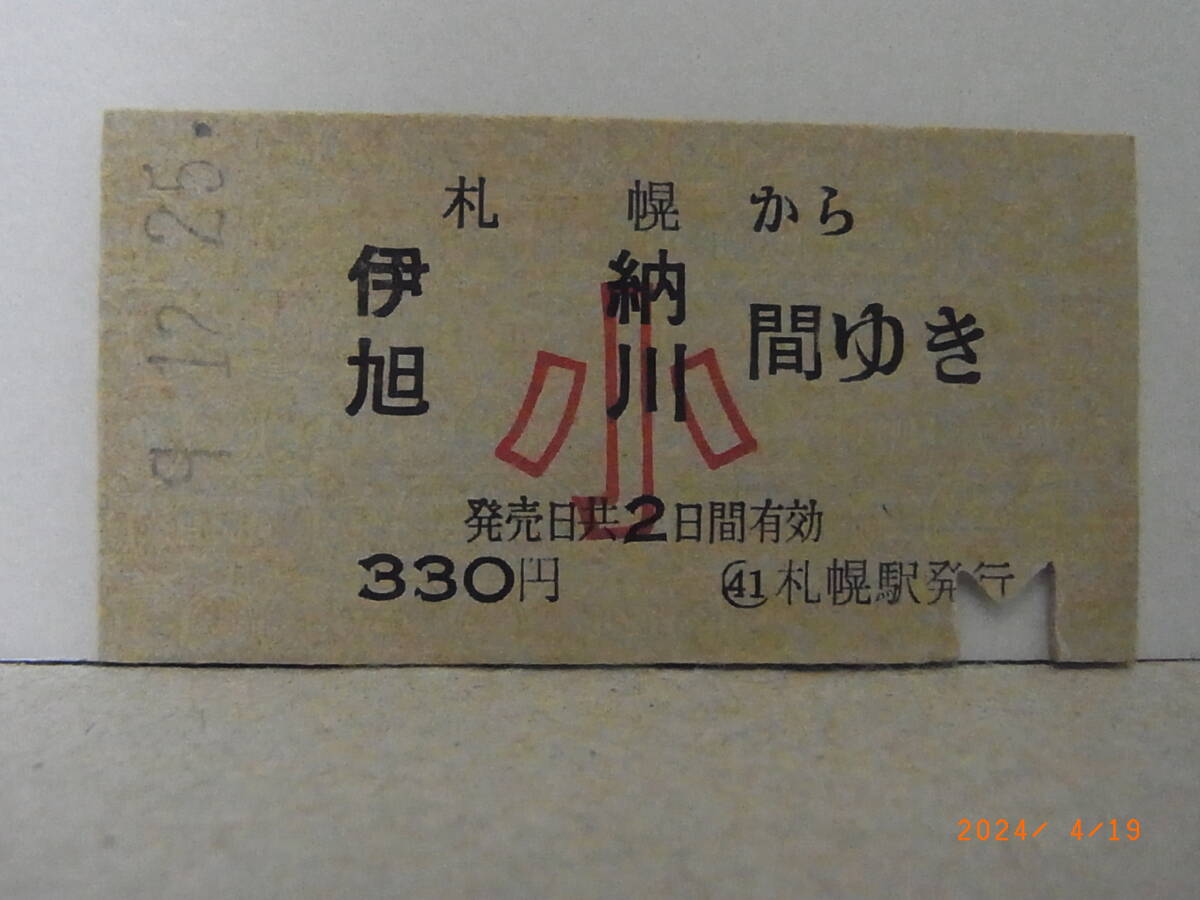 49.12.25.
札幌から
伊納
旭川
間ゆき
小
発売日共2日間有効
330円
㊶札幌駅発行
2024/ 4/19